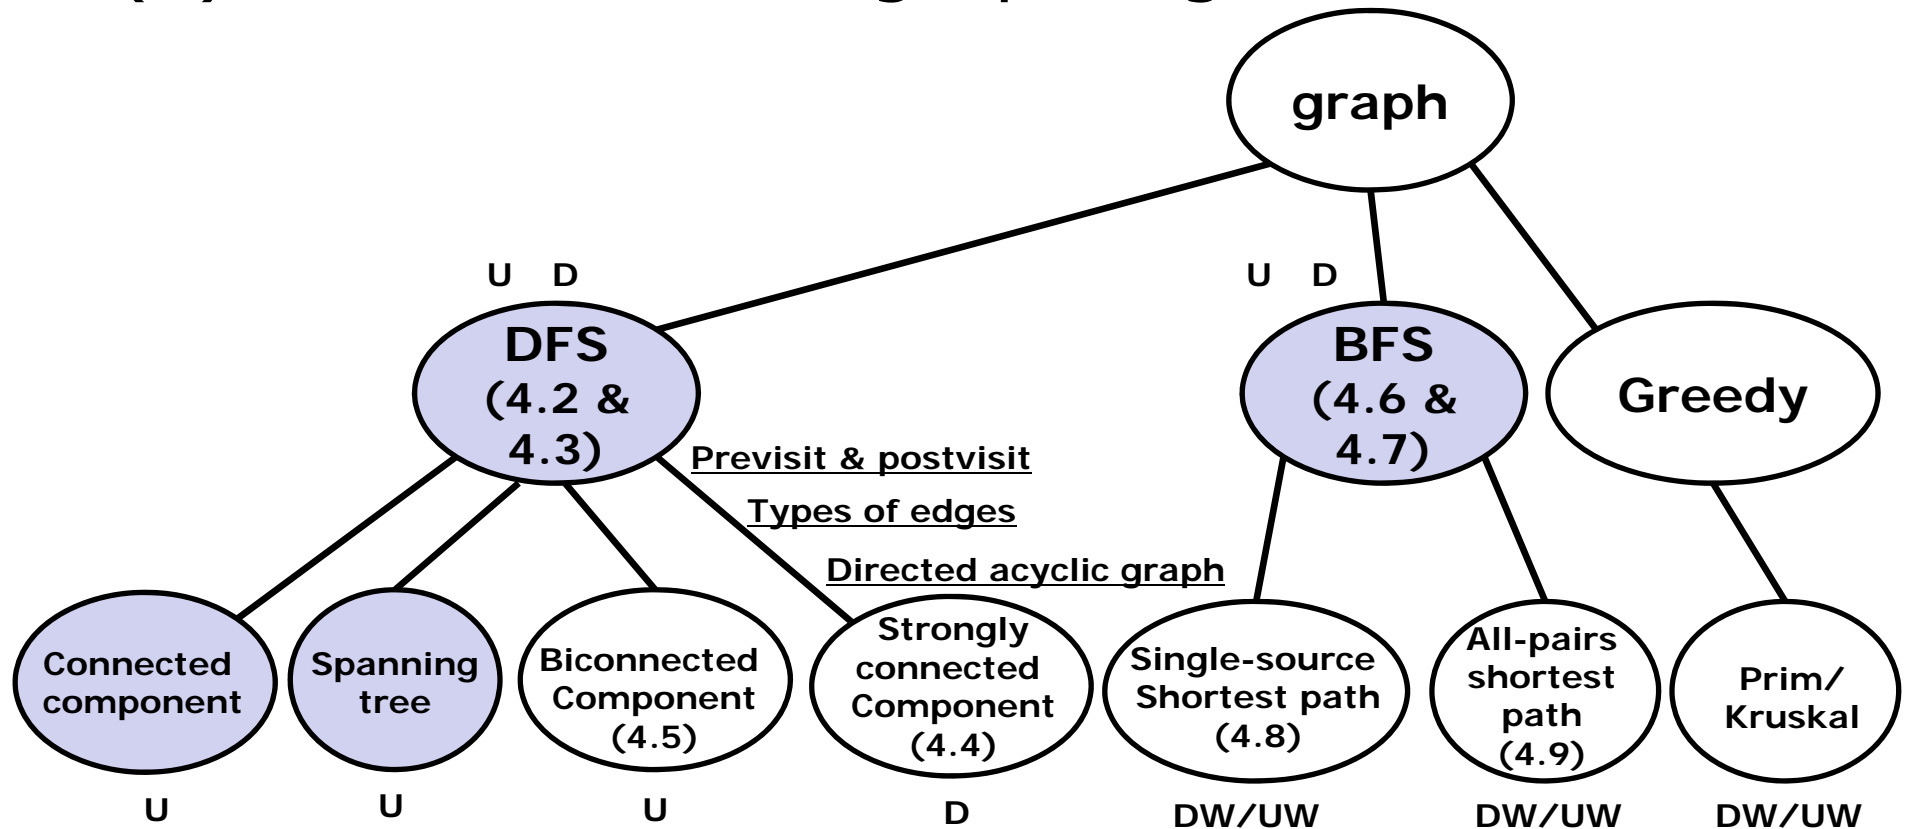 graph
U D
U D
DFS
(4.2 &
4.3)
BFS
(4.6 &
4.7)
Greedy
Previsit & postvisit
Types of edges
Directed acyclic graph
Connected
component
Spanning
tree
Biconnected
Component
(4.5)
Strongly
connected
Component
(4.4)
Single-source
Shortest path
(4.8)
All-pairs
shortest
path
(4.9)
Prim/
Kruskal
U
U
U
D
DW/UW
DW/UW
DW/UW